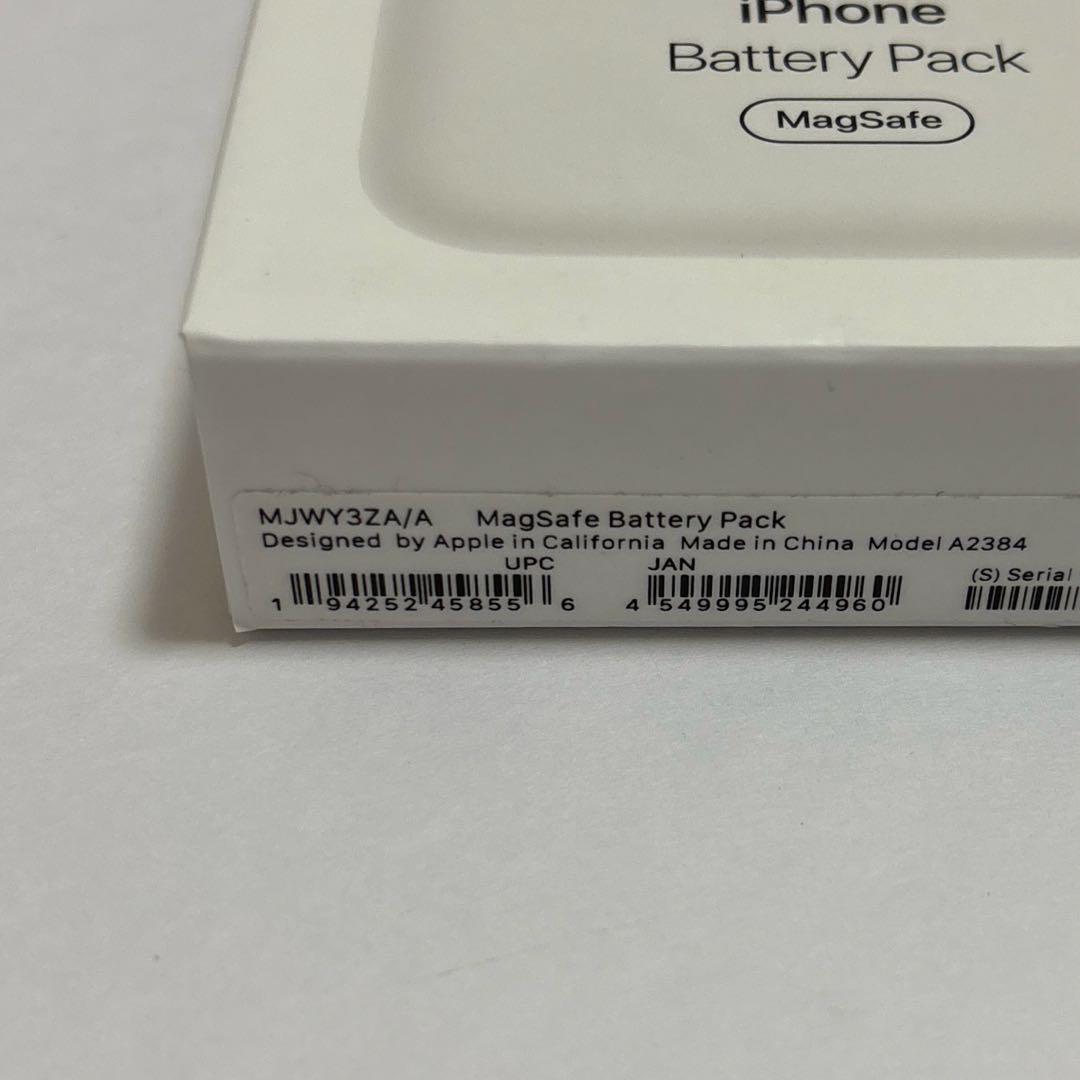 iPhone
Battery Pack
MagSafe
MJWY3ZA/A MagSafe Battery Pack
Designed by Apple in California Made in China Model A2384
UPC JAN
(S) Serial
1 94252 45855 6 4 549995 244960